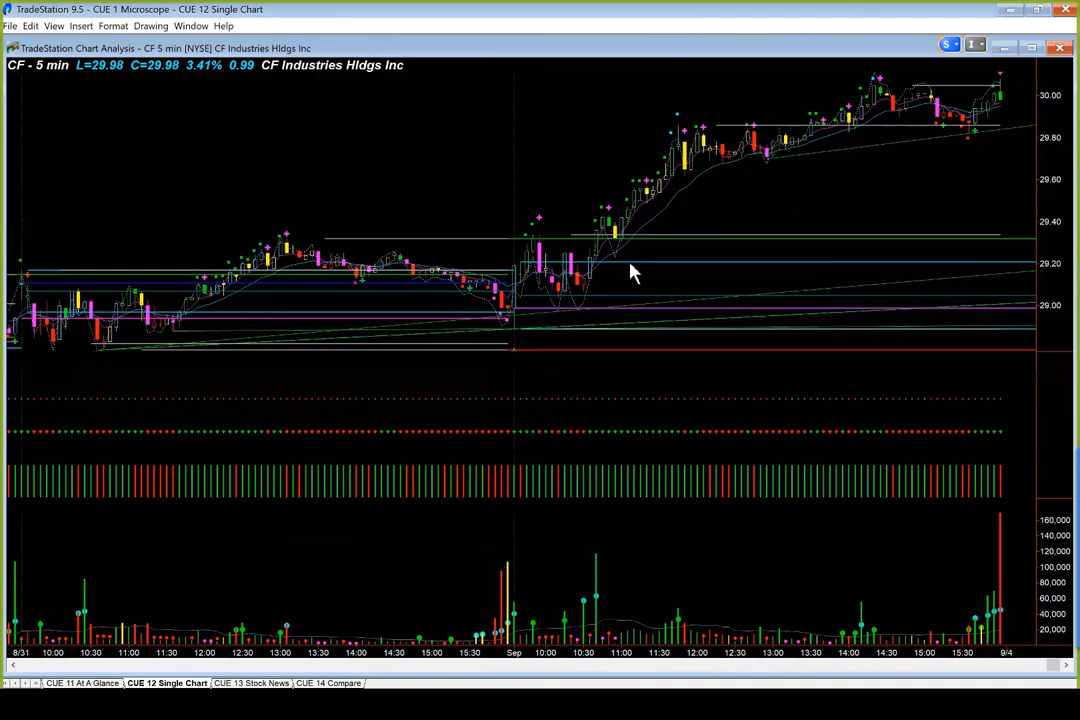 TradeStation 9.5 - CUE 1 Microscope - CUE 12 Single Chart
File Edit View Insert Format Drawing Window Help
TradeStation Chart Analysis - CF 5 min [NYSE] CF Industries Hldgs Inc
S I
CF - 5 min L=29.98 C=29.98 3.41% 0.99 CF Industries Hldgs Inc
30.00
29.80
29.60
29.40
29.20
29.00
160,000
140,000
120,000
100,000
80,000
60,000
40,000
20,000
8/31 10:00 10:30 11:00 11:30 12:00 12:30 13:00 13:30 14:00 14:30 15:00 15:30 Sep 10:00 10:30 11:00 11:30 12:00 12:30 13:00 13:30 14:00 14:30 15:00 15:30 9/4
CUE 11 At A Glance CUE 12 Single Chart CUE 13 Stock News CUE 14 Compare